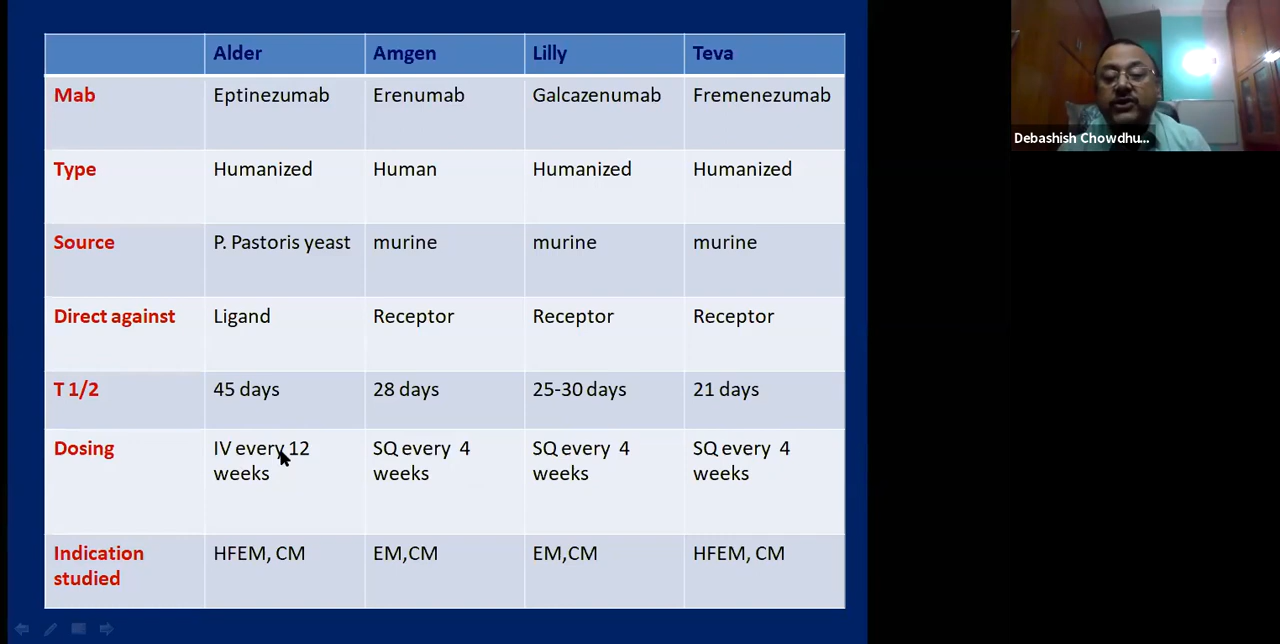 Alder Amgen Lilly Teva
Mab Eptinezumab Erenumab Galcazenumab Fremenezumab
Type Humanized Human Humanized Humanized
Source P. Pastoris yeast murine murine murine
Direct against Ligand Receptor Receptor Receptor
T 1/2 45 days 28 days 25-30 days 21 days
Dosing IV every 12 SQ every 4 SQ every 4 SQ every 4
weeks weeks weeks weeks
Indication HFEM, CM EM,CM EM,CM HFEM, CM
studied
Debashish Chowdhu...